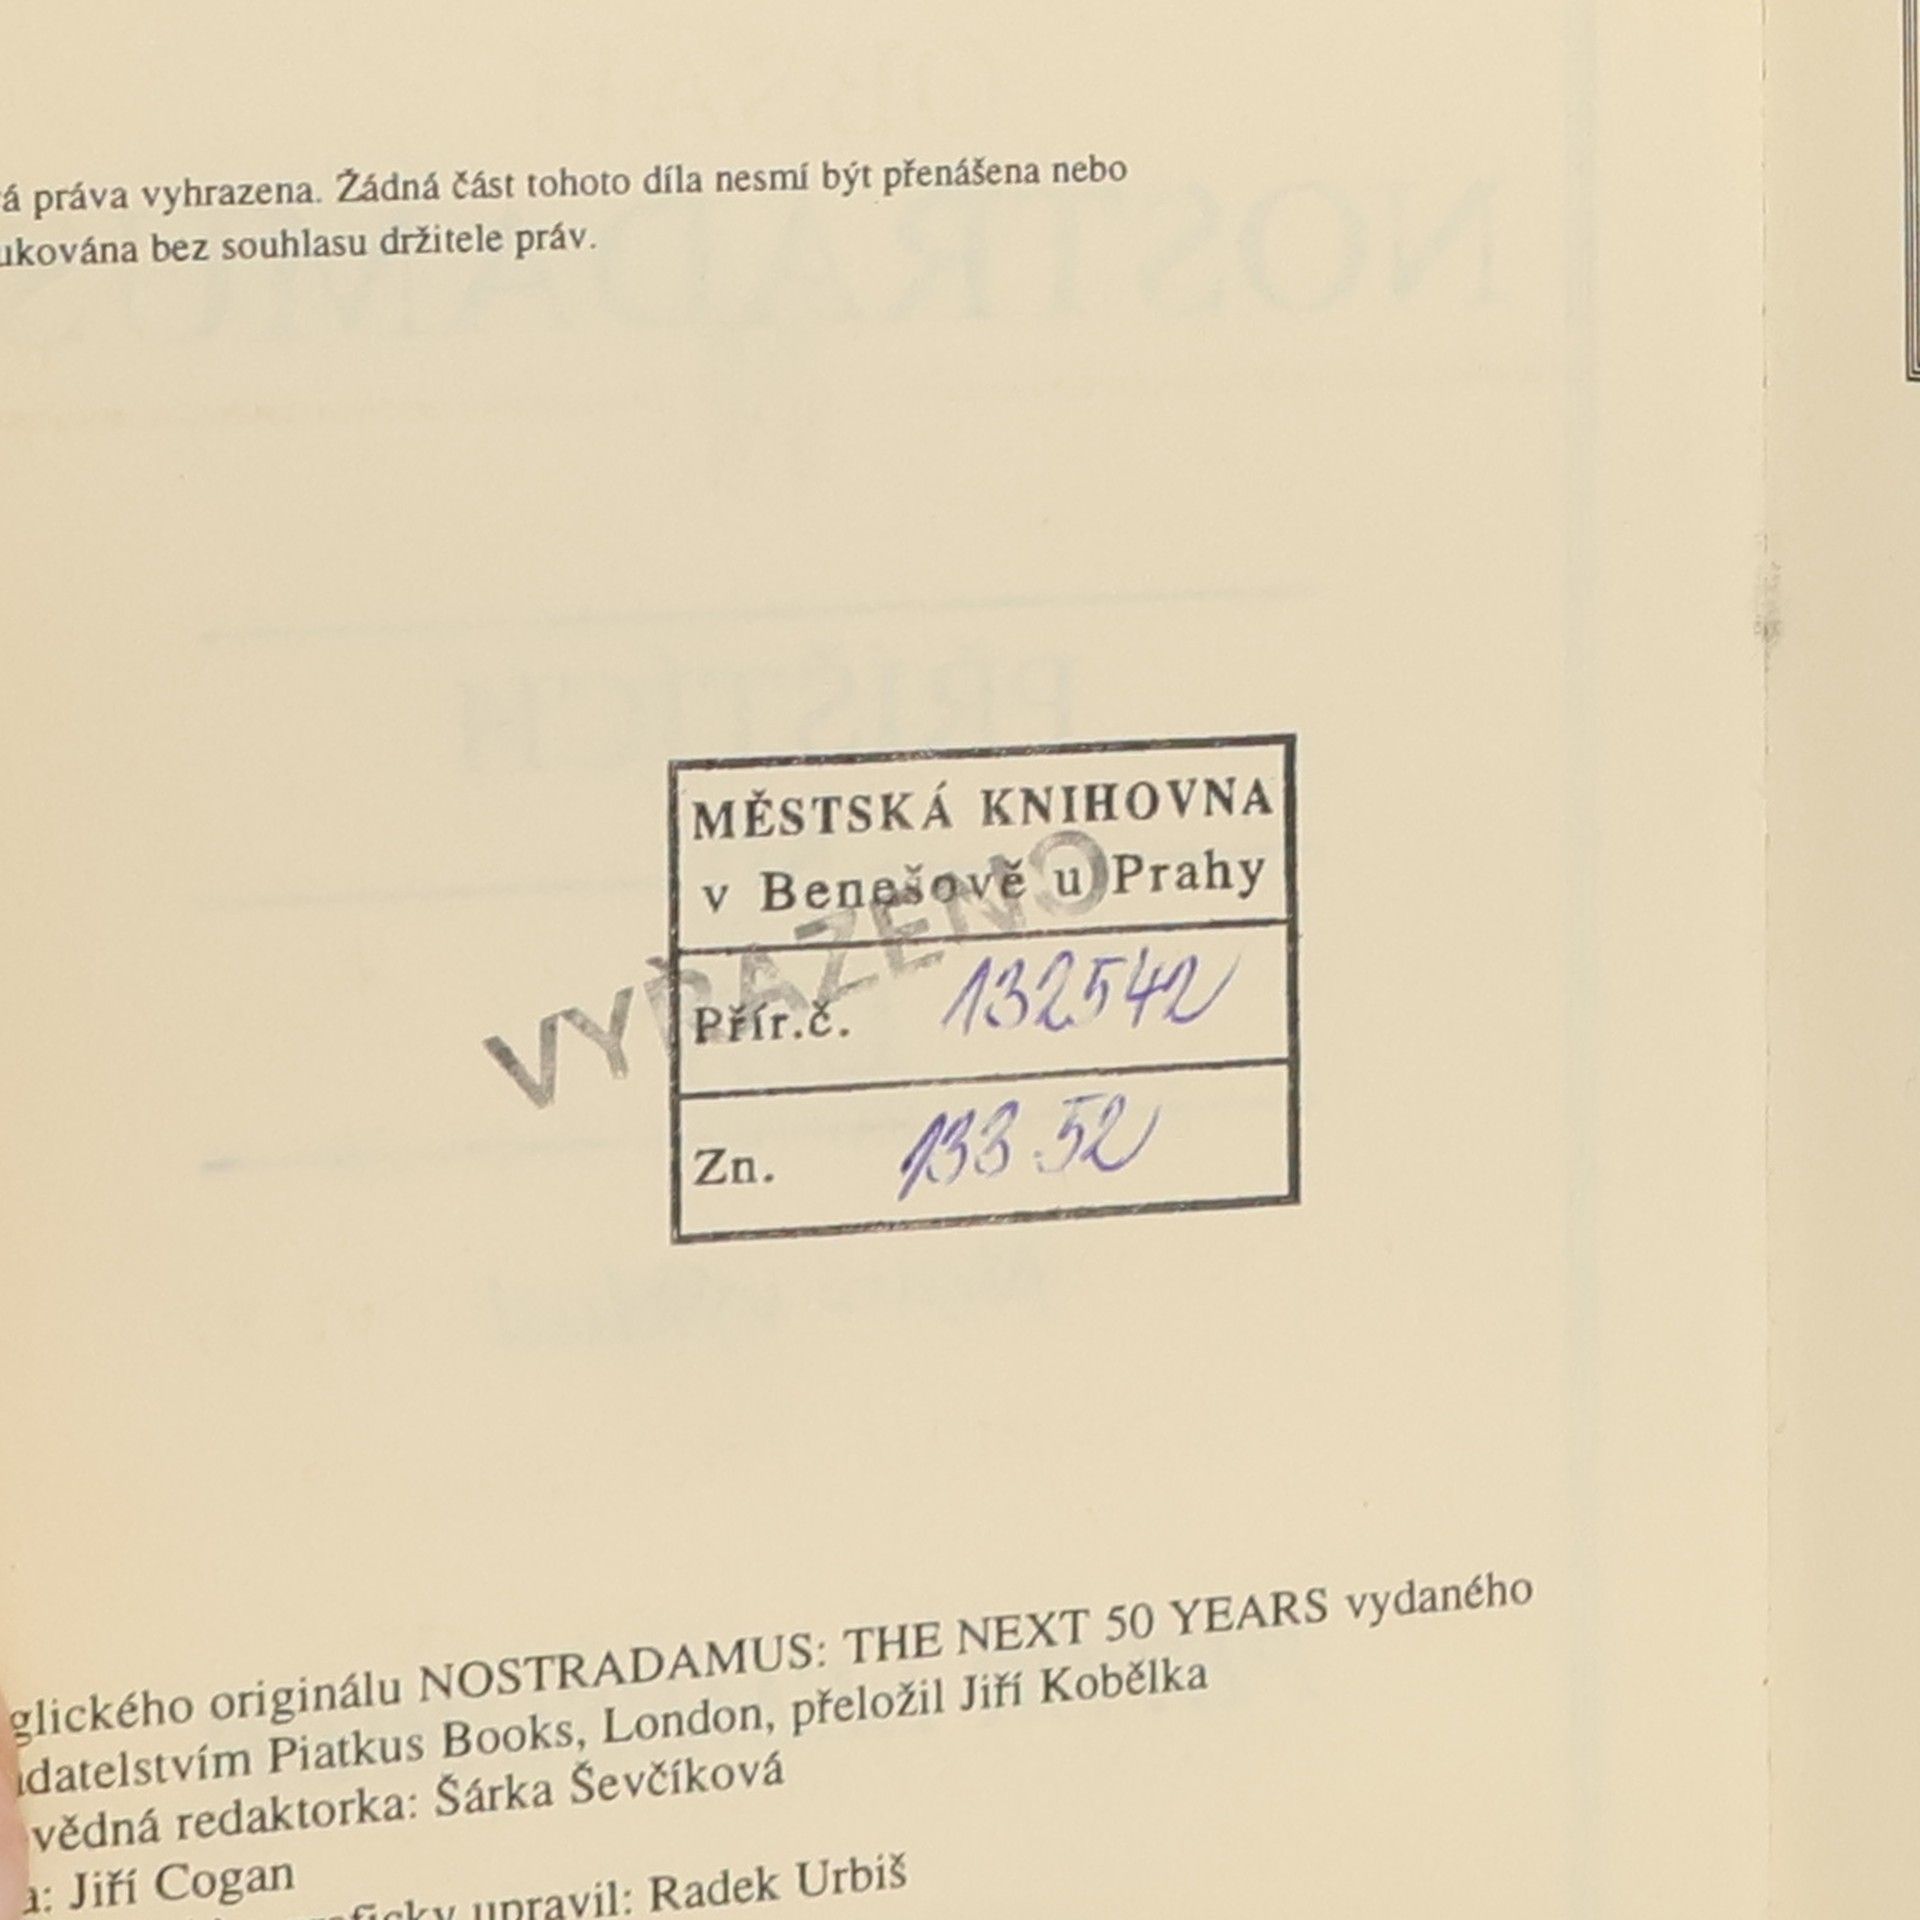 á práva vyhrazena. Žádná část tohoto díla nesmí být přenášena nebo
ukována bez souhlasu držitele práv.
MĚSTSKÁ KNIHOVNA
v Benešově u Prahy
VYŘAZENO
Přír.č. 132542
Zn. 133.52
glického originálu NOSTRADAMUS: THE NEXT 50 YEARS vydaného
datelstvím Piatkus Books, London, přeložil Jiří Kobělka
vědná redaktorka: Šárka Ševčíková
a: Jiří Cogan
ficky upravil: Radek Urbiš